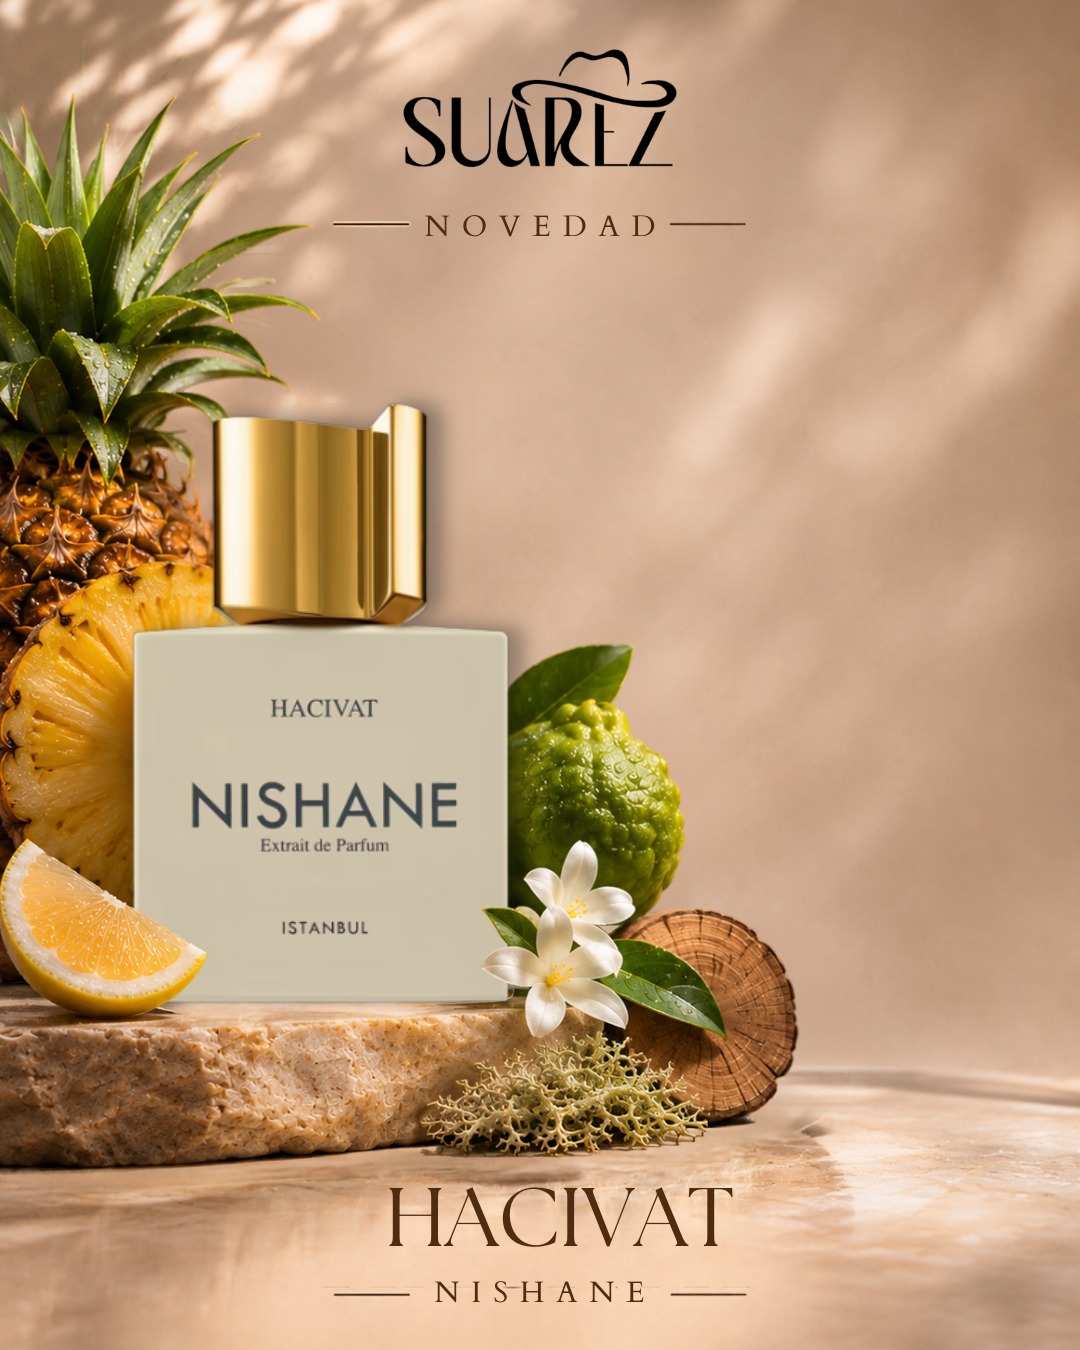 SUAREZ
NOVEDAD
HACIVAT
NISHANE
Extrait de Parfum
ISTANBUL
HACIVAT
NISHANE